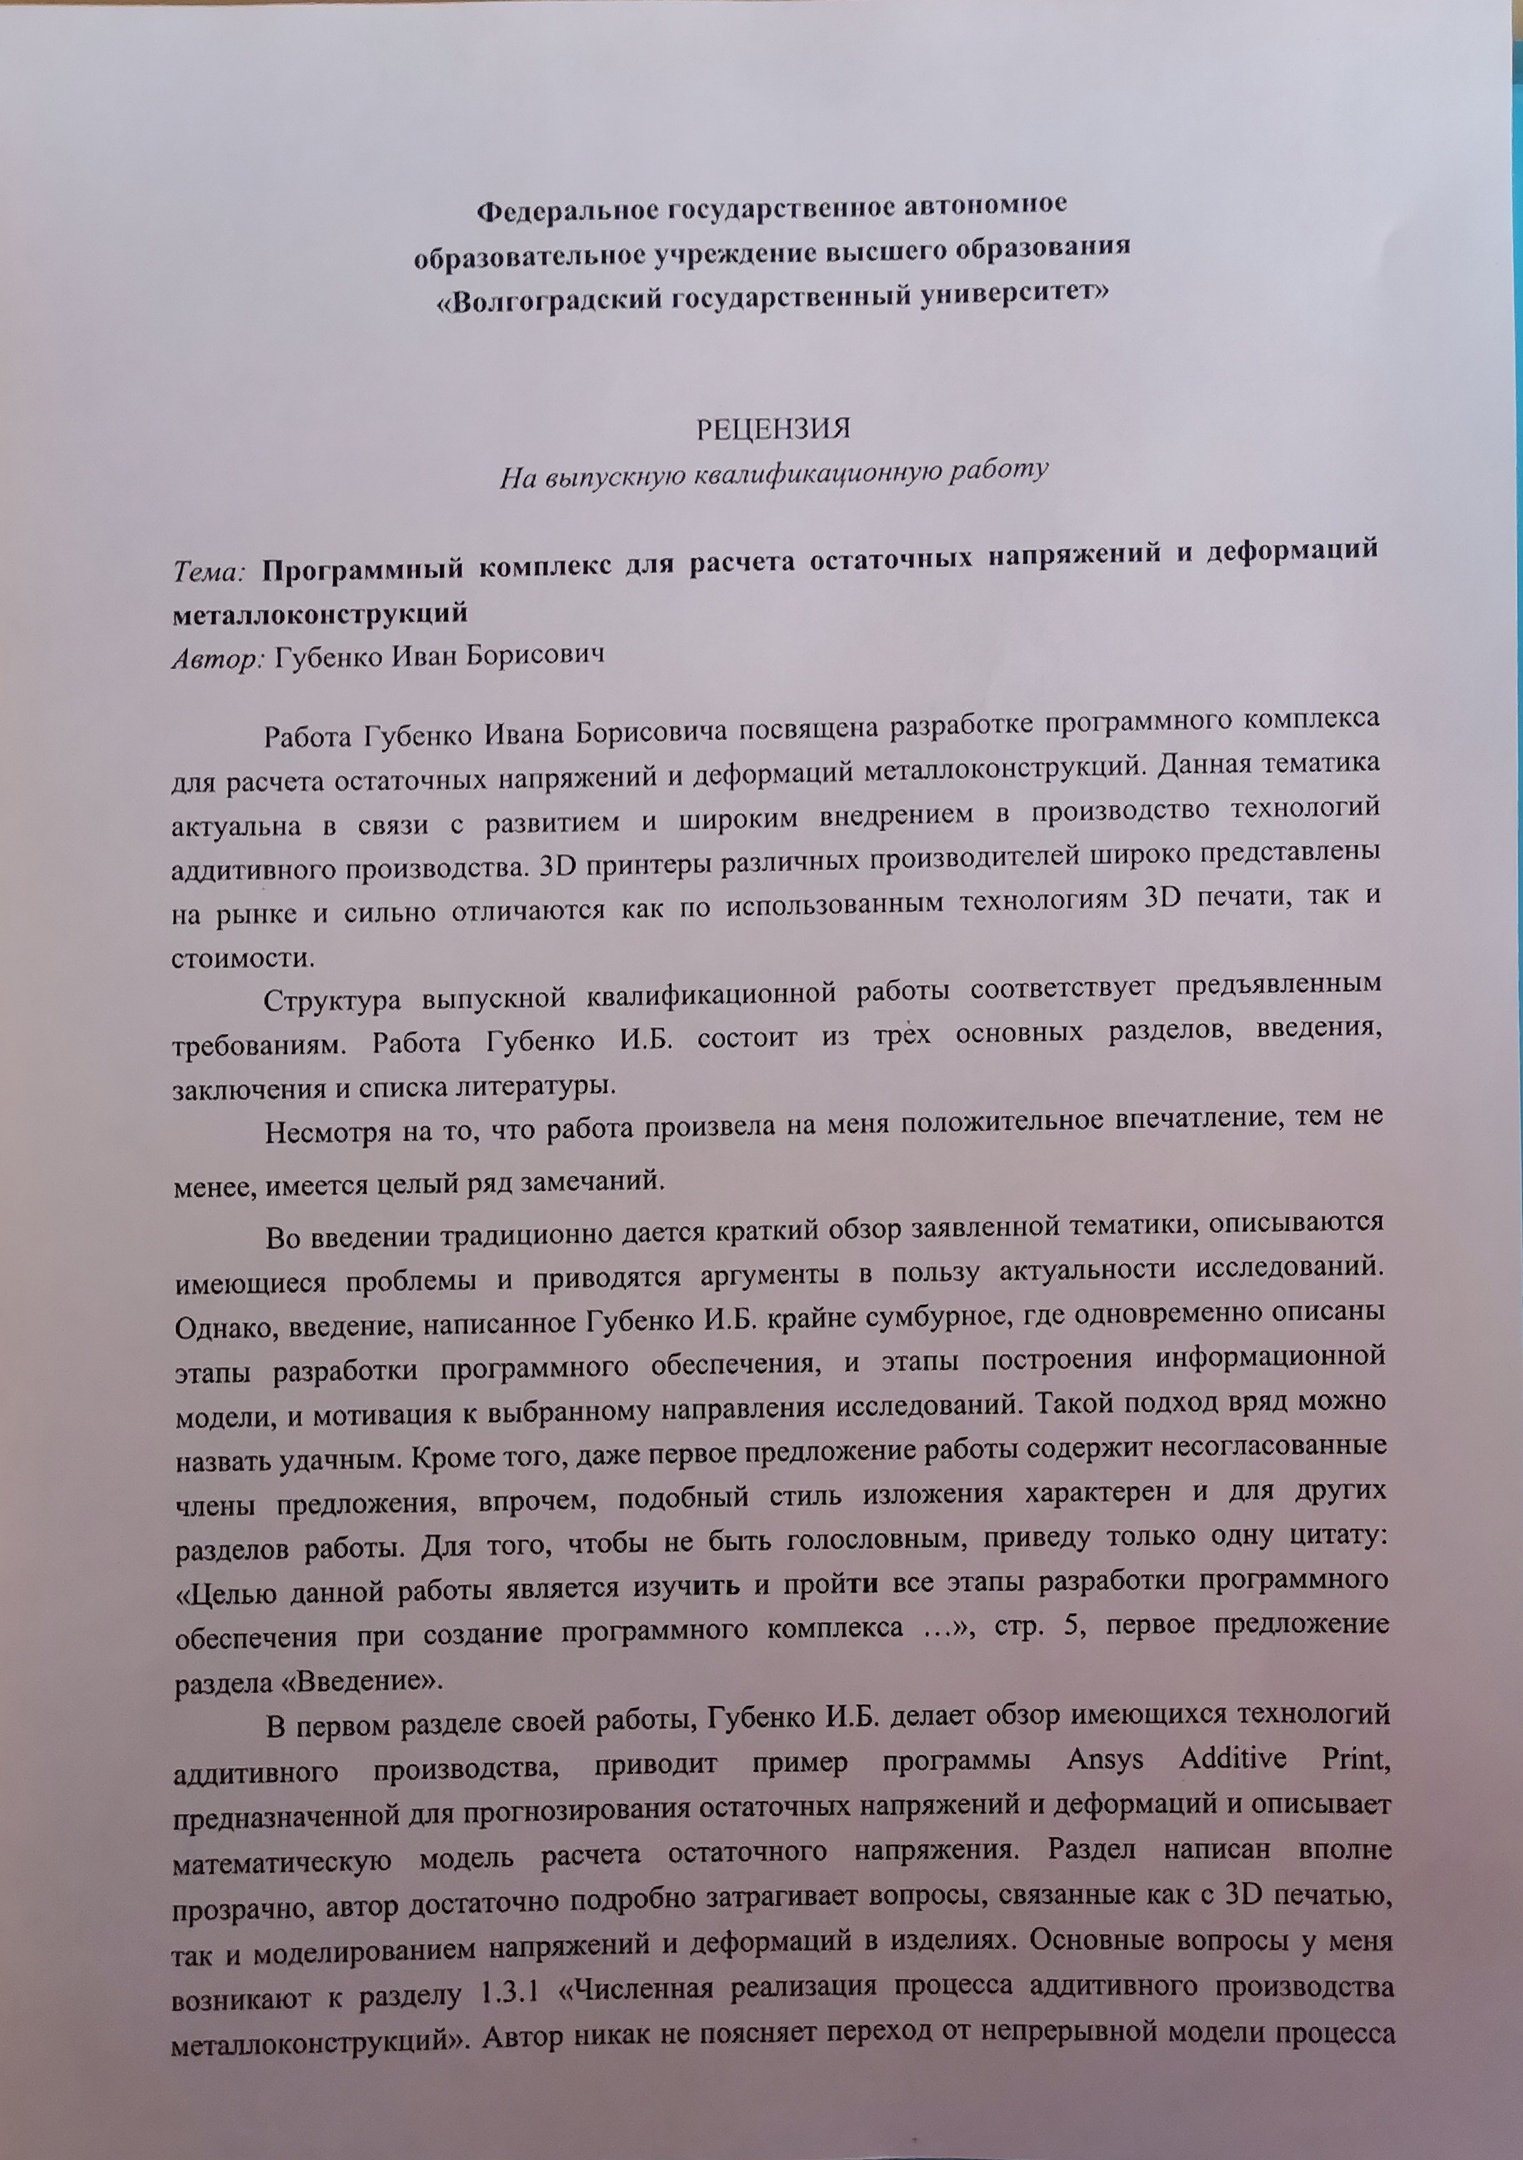 Федеральное государственное автономное
образовательное учреждение высшего образования
«Волгоградский государственный университет»
РЕЦЕНЗИЯ
На выпускную квалификационную работу
Тема: Программный комплекс для расчета остаточных напряжений и деформаций
металлоконструкций
Автор: Губенко Иван Борисович
Работа Губенко Ивана Борисовича посвящена разработке программного комплекса
для расчета остаточных напряжений и деформаций металлоконструкций. Данная тематика
актуальна в связи с развитием и широким внедрением в производство технологий
аддитивного производства. 3D принтеры различных производителей широко представлены
на рынке и сильно отличаются как по использованным технологиям 3D печати, так и
стоимости.
Структура выпускной квалификационной работы соответствует предъявленным
требованиям. Работа Губенко И.Б. состоит из трёх основных разделов, введения,
заключения и списка литературы.
Несмотря на то, что работа произвела на меня положительное впечатление, тем не
менее, имеется целый ряд замечаний.
Во введении традиционно дается краткий обзор заявленной тематики, описываются
имеющиеся проблемы и приводятся аргументы в пользу актуальности исследований.
Однако, введение, написанное Губенко И.Б. крайне сумбурное, где одновременно описаны
этапы разработки программного обеспечения, и этапы построения информационной
модели, и мотивация к выбранному направления исследований. Такой подход вряд можно
назвать удачным. Кроме того, даже первое предложение работы содержит несогласованные
члены предложения, впрочем, подобный стиль изложения характерен и для других
разделов работы. Для того, чтобы не быть голословным, приведу только одну цитату:
«Целью данной работы является изучить и пройти все этапы разработки программного
обеспечения при создание программного комплекса …», стр. 5, первое предложение
раздела «Введение».
В первом разделе своей работы, Губенко И.Б. делает обзор имеющихся технологий
аддитивного производства, приводит пример программы Ansys Additive Print,
предназначенной для прогнозирования остаточных напряжений и деформаций и описывает
математическую модель расчета остаточного напряжения. Раздел написан вполне
прозрачно, автор достаточно подробно затрагивает вопросы, связанные как с 3D печатью,
так и моделированием напряжений и деформаций в изделиях. Основные вопросы у меня
возникают к разделу 1.3.1 «Численная реализация процесса аддитивного производства
металлоконструкций». Автор никак не поясняет переход от непрерывной модели процесса